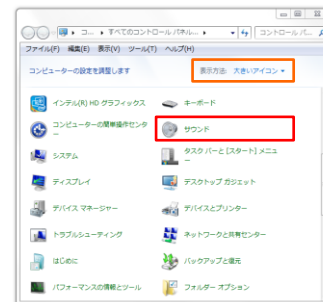 コ... ▸ すべてのコントロール パネル... ▸
コントロール パ...
ファイル(F) 編集(E) 表示(V) ツール(T) ヘルプ(H)
コンピューターの設定を調整します
表示方法: 大きいアイコン
インテル(R) HD グラフィックス
キーボード
コンピューターの簡単操作センター
サウンド
システム
タスク バーと [スタート] メニュー
ディスプレイ
デスクトップ ガジェット
デバイス マネージャー
デバイスとプリンター
トラブルシューティング
ネットワークと共有センター
はじめに
バックアップと復元
パフォーマンスの情報とツール
フォルダー オプション